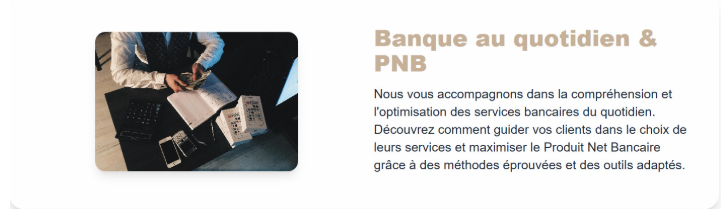 Banque au quotidien &
PNB
Nous vous accompagnons dans la compréhension et
l'optimisation des services bancaires du quotidien.
Découvrez comment guider vos clients dans le choix de
leurs services et maximiser le Produit Net Bancaire
grâce à des méthodes éprouvées et des outils adaptés.